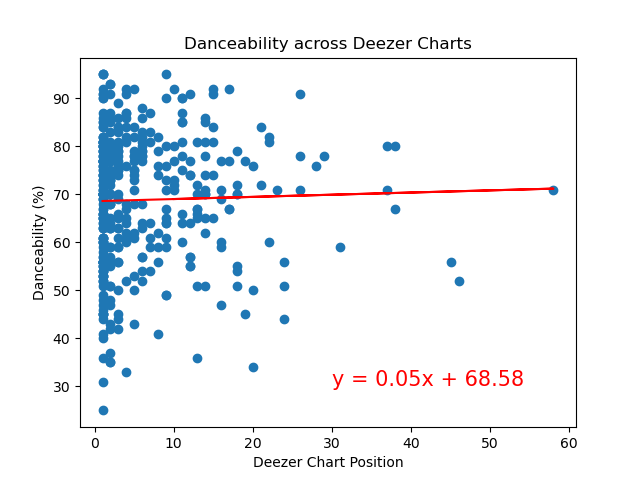 Danceability across Deezer Charts
Danceability (%)
90
80
70
60
50
40
30
y = 0.05x + 68.58
0 10 20 30 40 50 60
Deezer Chart Position